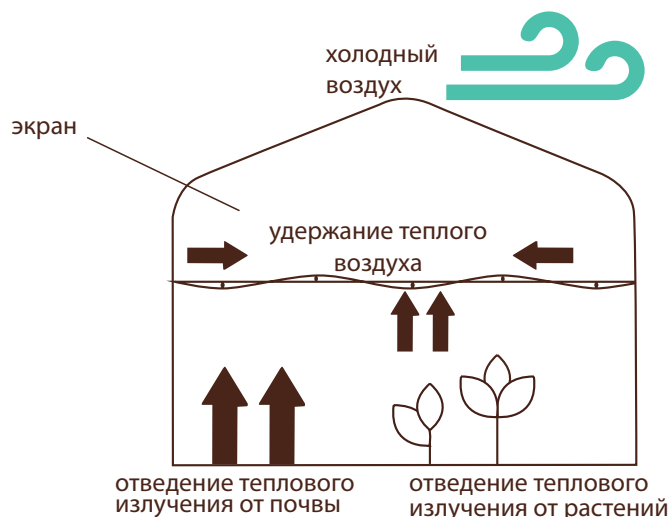 холодный
воздух
экран
удержание теплого
воздуха
отведение теплового
излучения от почвы
отведение теплового
излучения от растений